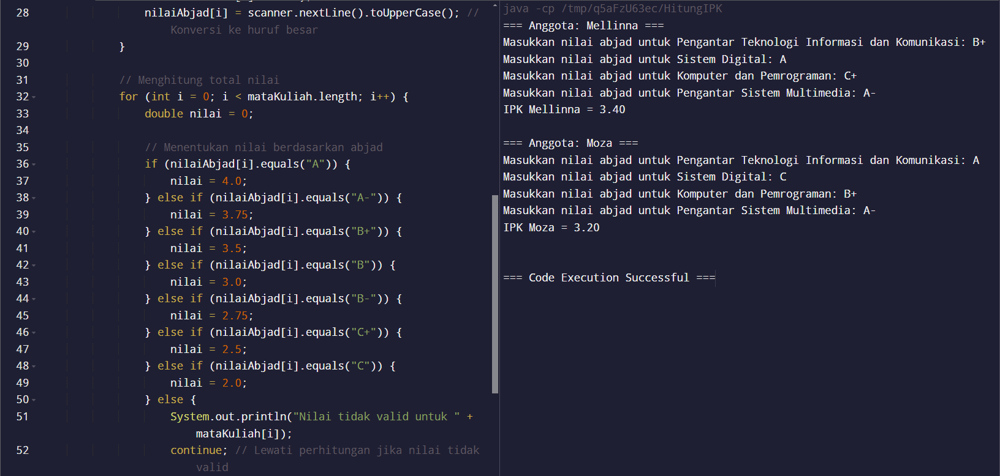 28 nilaiAbjad[i] = scanner.nextLine().toUpperCase(); //
Konversi ke huruf besar
29 }
30
31 // Menghitung total nilai
32 for (int i = 0; i < mataKuliah.length; i++) {
33 double nilai = 0;
34
35 // Menentukan nilai berdasarkan abjad
36 if (nilaiAbjad[i].equals("A")) {
37 nilai = 4.0;
38 } else if (nilaiAbjad[i].equals("A-")) {
39 nilai = 3.75;
40 } else if (nilaiAbjad[i].equals("B+")) {
41 nilai = 3.5;
42 } else if (nilaiAbjad[i].equals("B")) {
43 nilai = 3.0;
44 } else if (nilaiAbjad[i].equals("B-")) {
45 nilai = 2.75;
46 } else if (nilaiAbjad[i].equals("C+")) {
47 nilai = 2.5;
48 } else if (nilaiAbjad[i].equals("C")) {
49 nilai = 2.0;
50 } else {
51 System.out.println("Nilai tidak valid untuk " +
mataKuliah[i]);
52 continue; // Lewati perhitungan jika nilai tidak
valid
java -cp /tmp/q5aFzU63ec/HitungIPK
=== Anggota: Mellinna ===
Masukkan nilai abjad untuk Pengantar Teknologi Informasi dan Komunikasi: B+
Masukkan nilai abjad untuk Sistem Digital: A
Masukkan nilai abjad untuk Komputer dan Pemrograman: C+
Masukkan nilai abjad untuk Pengantar Sistem Multimedia: A-
IPK Mellinna = 3.40
=== Anggota: Moza ===
Masukkan nilai abjad untuk Pengantar Teknologi Informasi dan Komunikasi: A
Masukkan nilai abjad untuk Sistem Digital: C
Masukkan nilai abjad untuk Komputer dan Pemrograman: B+
Masukkan nilai abjad untuk Pengantar Sistem Multimedia: A-
IPK Moza = 3.20
=== Code Execution Successful ===